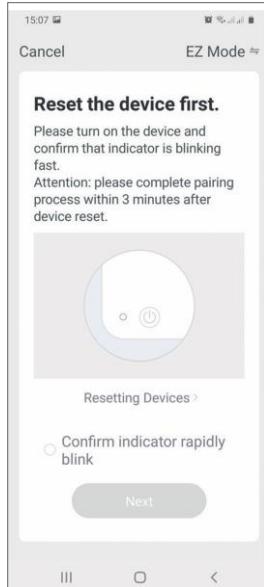 15:07
Cancel
EZ Mode
Reset the device first.
Please turn on the device and
confirm that indicator is blinking
fast.
Attention: please complete pairing
process within 3 minutes after
device reset.
Resetting Devices >
Confirm indicator rapidly
blink
Next